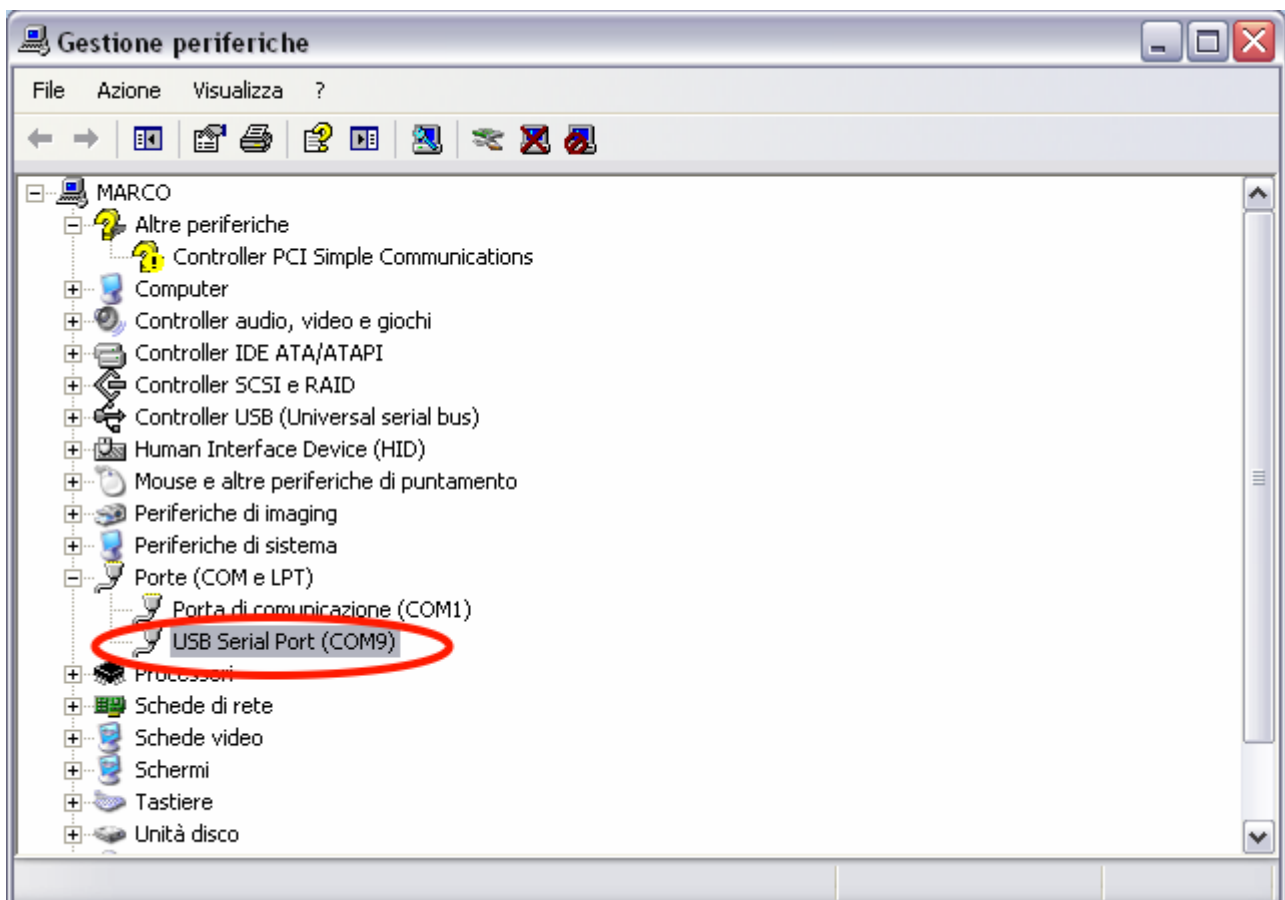 Gestione periferiche
File Azione Visualizza ?
MARCO
Altre periferiche
Controller PCI Simple Communications
Computer
Controller audio, video e giochi
Controller IDE ATA/ATAPI
Controller SCSI e RAID
Controller USB (Universal serial bus)
Human Interface Device (HID)
Mouse e altre periferiche di puntamento
Periferiche di imaging
Periferiche di sistema
Porte (COM e LPT)
Porta di comunicazione (COM1)
USB Serial Port (COM9)
Processori
Schede di rete
Schede video
Schermi
Tastiere
Unità disco